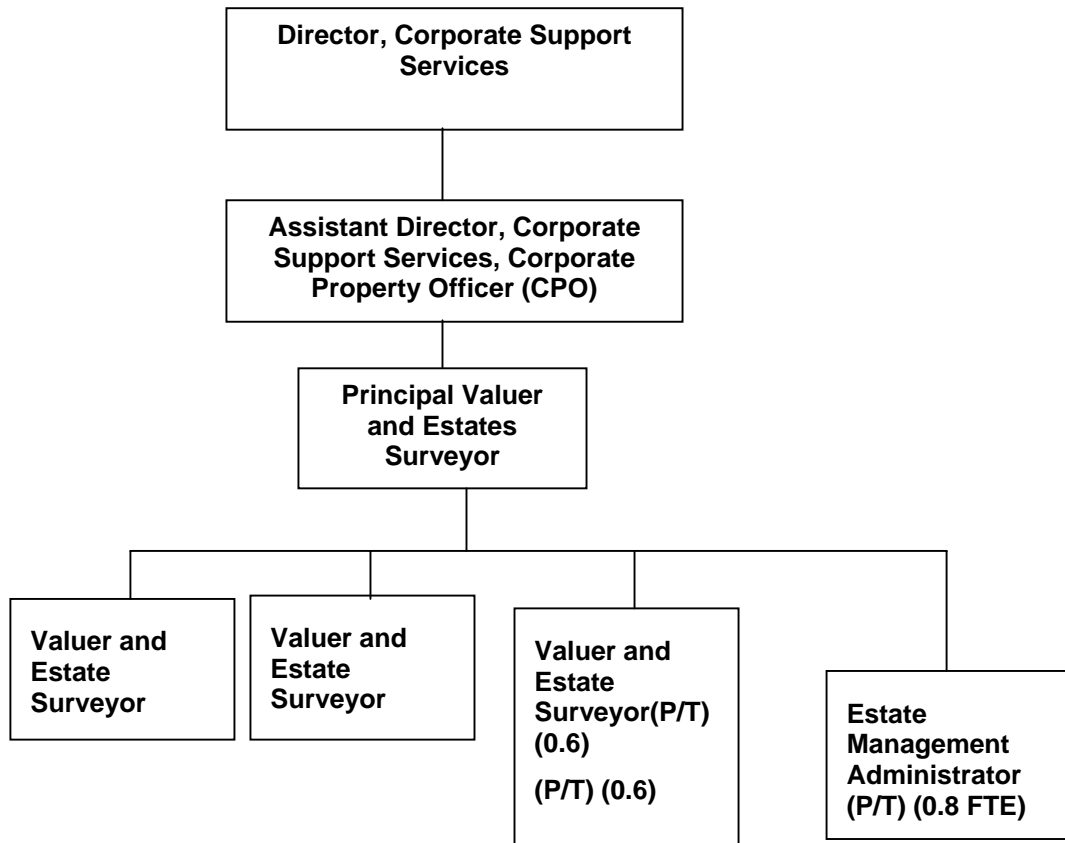 Director, Corporate Support
Services
Assistant Director, Corporate
Support Services, Corporate
Property Officer (CPO)
Principal Valuer
and Estates
Surveyor
Valuer and
Estate
Surveyor
Valuer and
Estate
Surveyor
Valuer and
Estate
Surveyor(P/T)
(0.6)
(P/T) (0.6)
Estate
Management
Administrator
(P/T) (0.8 FTE)